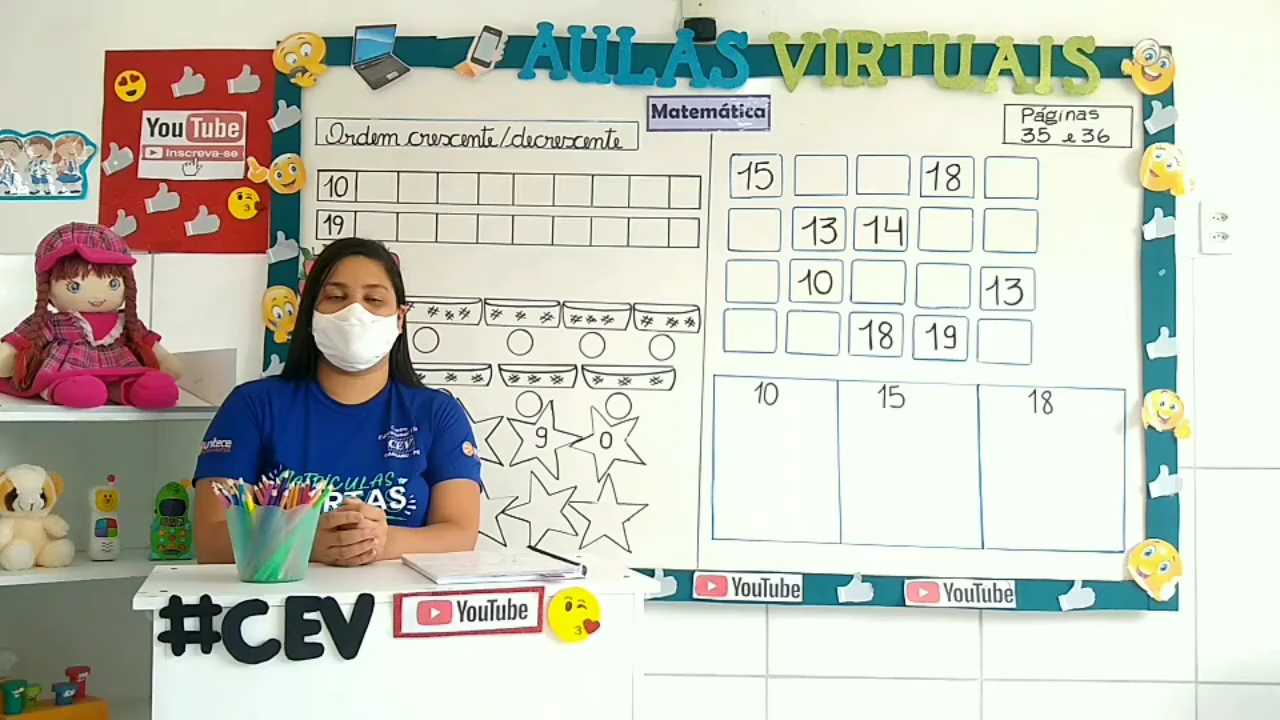 AULAS VIRTUAIS
YouTube
Inscreva-se
Matemática
Páginas
35 e 36
Ordem crescente/decrescente
10
19
15 18
13 14
10 13
18 19
10 15 18
9 0
CEV
MATRÍCULAS
#CEV
YouTube
YouTube
YouTube